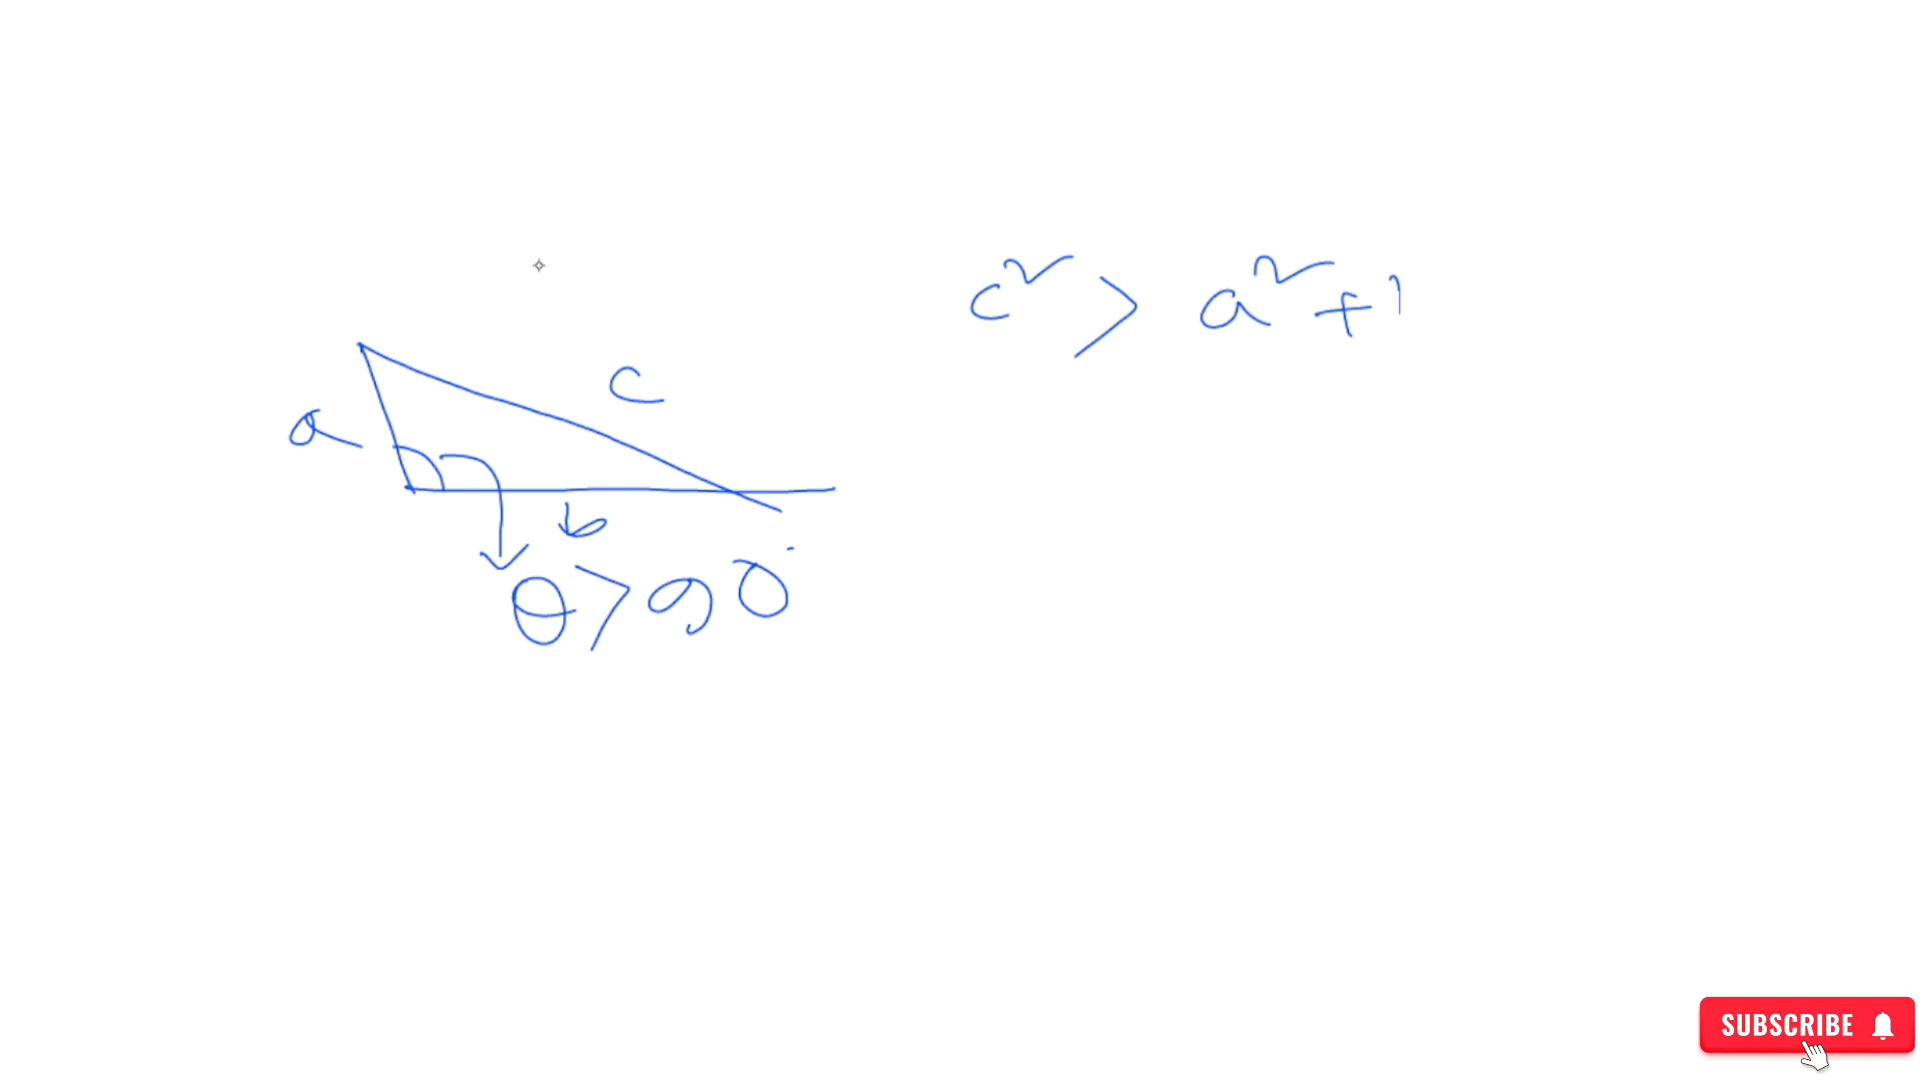 c² > a² +
c
a
b
θ > 90°
SUBSCRIBE